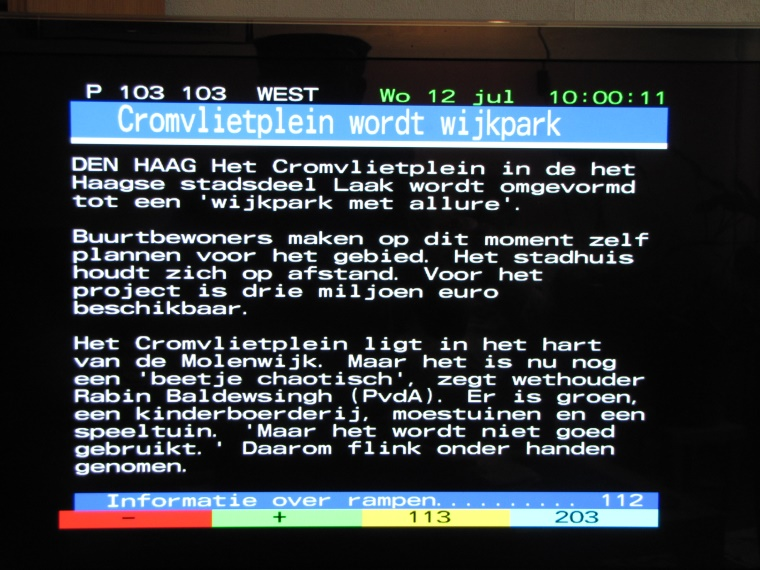 P 103 103 WEST Wo 12 jul 10:00:11
Cromvlietplein wordt wijkpark
DEN HAAG Het Cromvlietplein in de het
Haagse stadsdeel Laak wordt omgevormd
tot een 'wijkpark met allure'.
Buurtbewoners maken op dit moment zelf
plannen voor het gebied. Het stadhuis
houdt zich op afstand. Voor het
project is drie miljoen euro
beschikbaar.
Het Cromvlietplein ligt in het hart
van de Molenwijk. Maar het is nu nog
een 'beetje chaotisch', zegt wethouder
Rabin Baldewsingh (PvdA). Er is groen,
een kinderboerderij, moestuinen en een
speeltuin. 'Maar het wordt niet goed
gebruikt.' Daarom flink onder handen
genomen.
Informatie over rampen.......... 112
- + 113 203